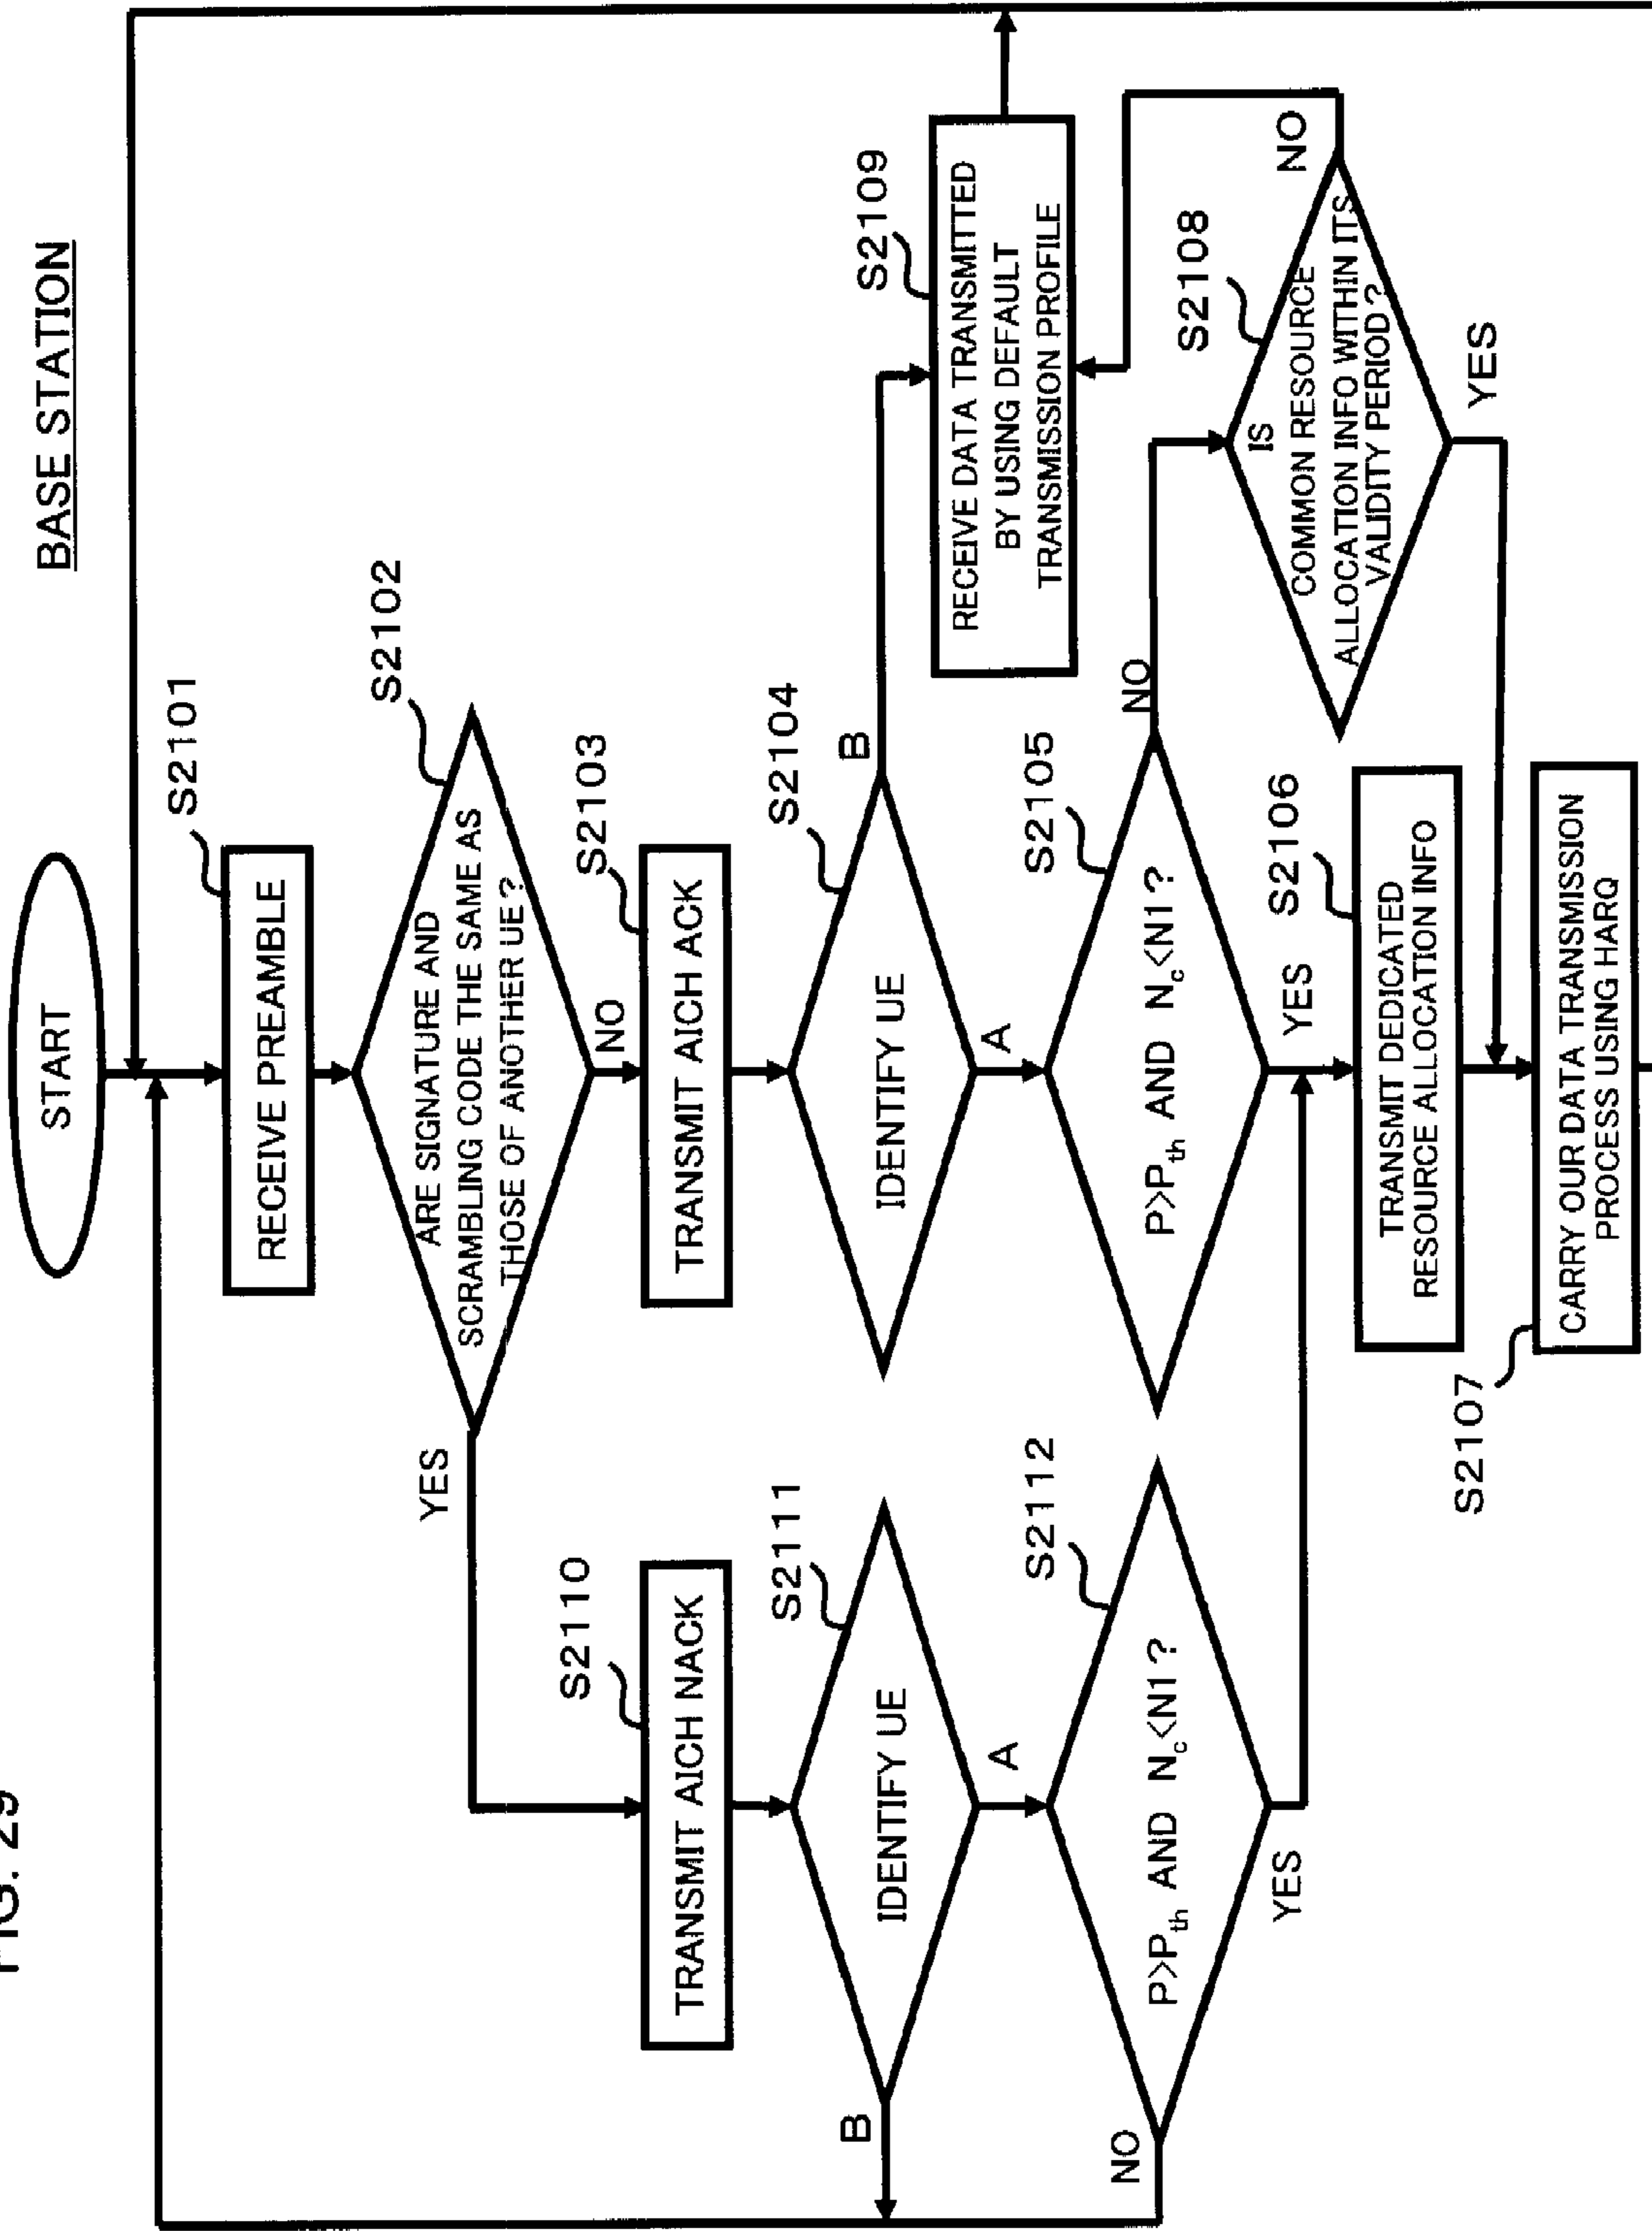 FIG. 29
BASE STATION
START
S2101
RECEIVE PREAMBLE
S2102
ARE SIGNATURE AND
SCRAMBLING CODE THE SAME AS
THOSE OF ANOTHER UE?
YES
NO
S2110
TRANSMIT AICH NACK
S2103
TRANSMIT AICH ACK
S2111
IDENTIFY UE
B
A
S2104
IDENTIFY UE
B
A
S2109
RECEIVE DATA TRANSMITTED
BY USING DEFAULT
TRANSMISSION PROFILE
S2112
P>Pth AND Nc<N1?
NO
YES
S2105
P>Pth AND Nc<N1?
NO
YES
S2108
IS
COMMON RESOURCE
ALLOCATION INFO WITHIN ITS
VALIDITY PERIOD?
NO
YES
S2106
TRANSMIT DEDICATED
RESOURCE ALLOCATION INFO
S2107
CARRY OUR DATA TRANSMISSION
PROCESS USING HARQ